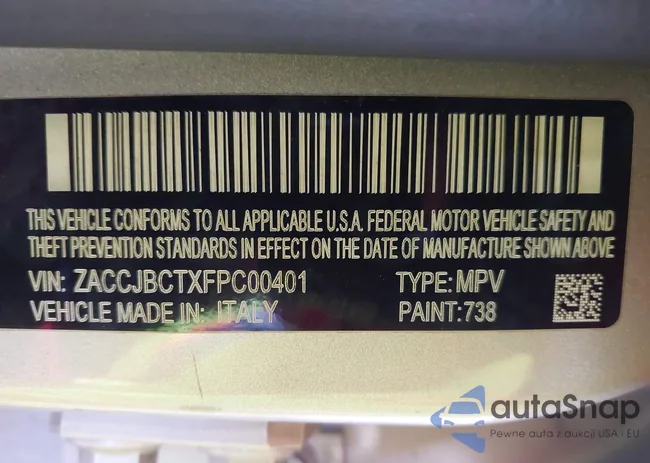 THIS VEHICLE CONFORMS TO ALL APPLICABLE U.S.A. FEDERAL MOTOR VEHICLE SAFETY AND
THEFT PREVENTION STANDARDS IN EFFECT ON THE DATE OF MANUFACTURE SHOWN ABOVE
VIN: ZACCJBCTXFPC00401 TYPE: MPV
VEHICLE MADE IN: ITALY PAINT:738
autaSnap
Pewne auta z aukcji USA i EU